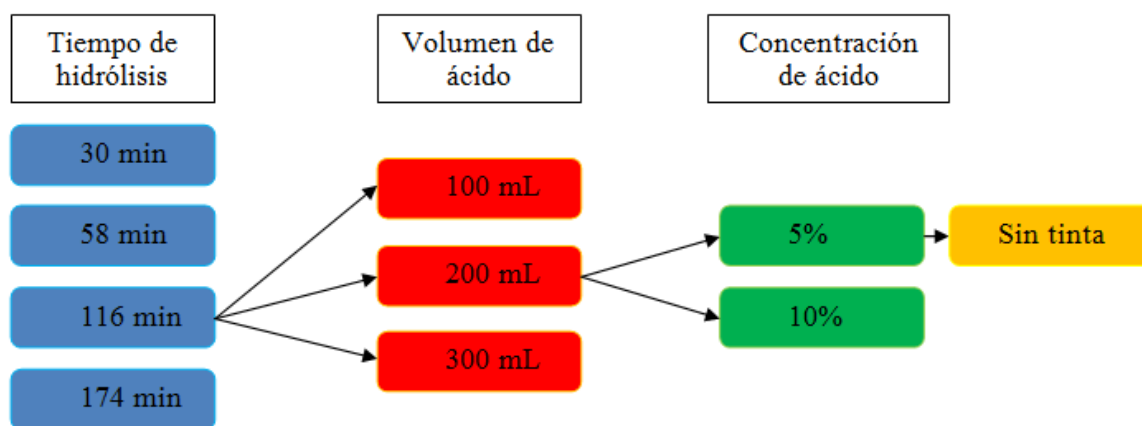 Tiempo de
hidrólisis
Volumen de
ácido
Concentración
de ácido
30 min
58 min
116 min
174 min
100 mL
200 mL
300 mL
5%
10%
Sin tinta